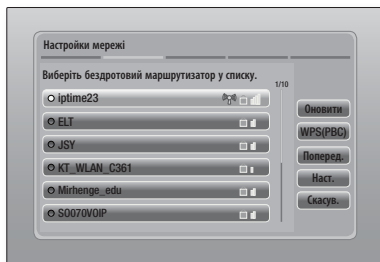 Настройки мережі
Виберіть бездротовий маршрутизатор у списку.
1/10
iptime23
ELT
JSY
KT_WLAN_C361
Mirhenge_edu
SO070VOIP
Оновити
WPS(PBC)
Поперед.
Наст.
Скасув.